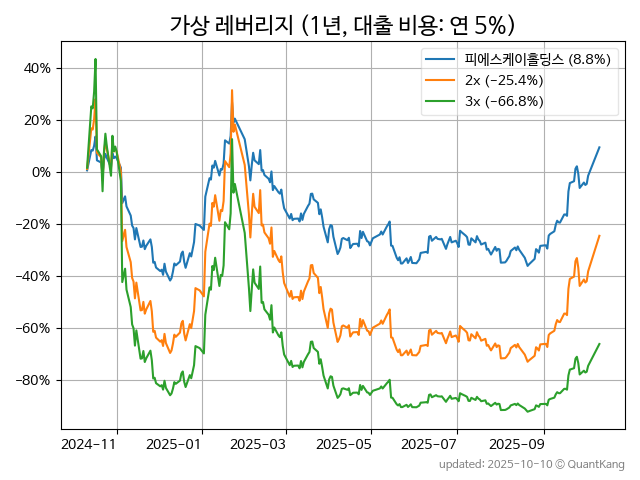 가상 레버리지 (1년, 대출 비용: 연 5%)
피에스케이홀딩스 (8.8%)
2x (−25.4%)
3x (−66.8%)
40%
20%
0%
−20%
−40%
−60%
−80%
2024-11
2025-01
2025-03
2025-05
2025-07
2025-09
updated: 2025-10-10 © QuantKang